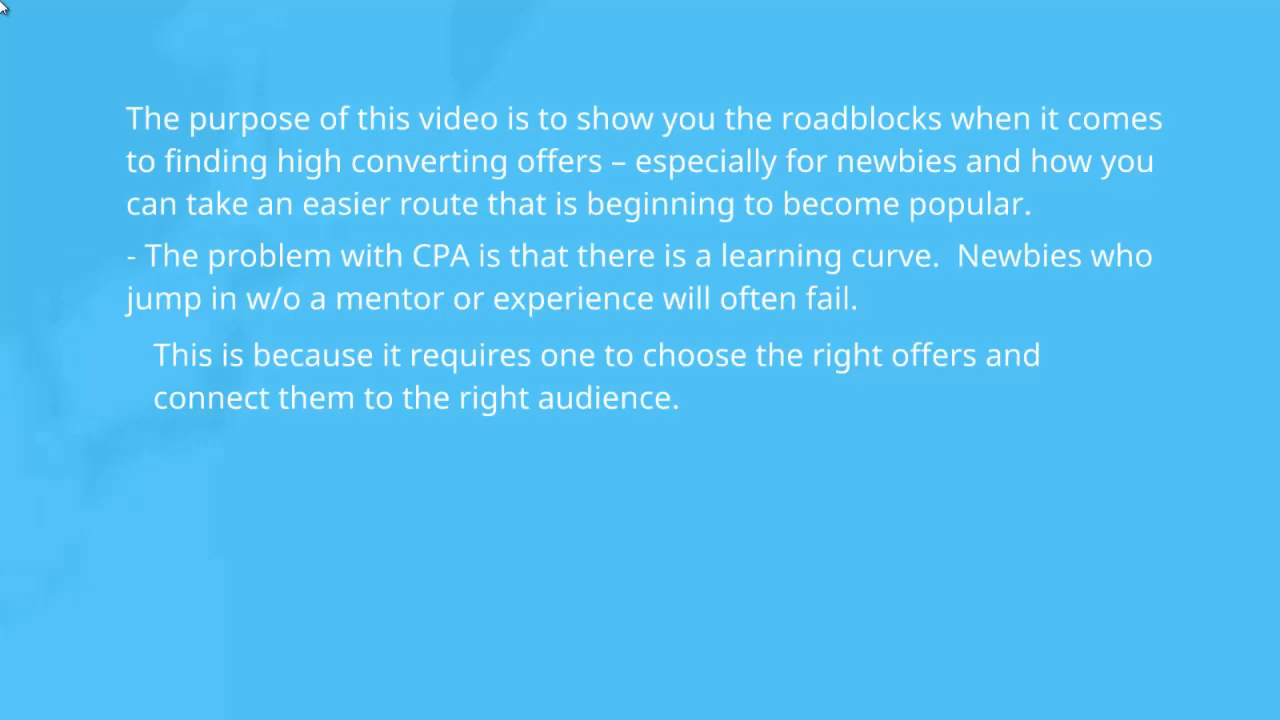 The purpose of this video is to show you the roadblocks when it comes
to finding high converting offers – especially for newbies and how you
can take an easier route that is beginning to become popular.
- The problem with CPA is that there is a learning curve.  Newbies who
jump in w/o a mentor or experience will often fail.
This is because it requires one to choose the right offers and
connect them to the right audience.